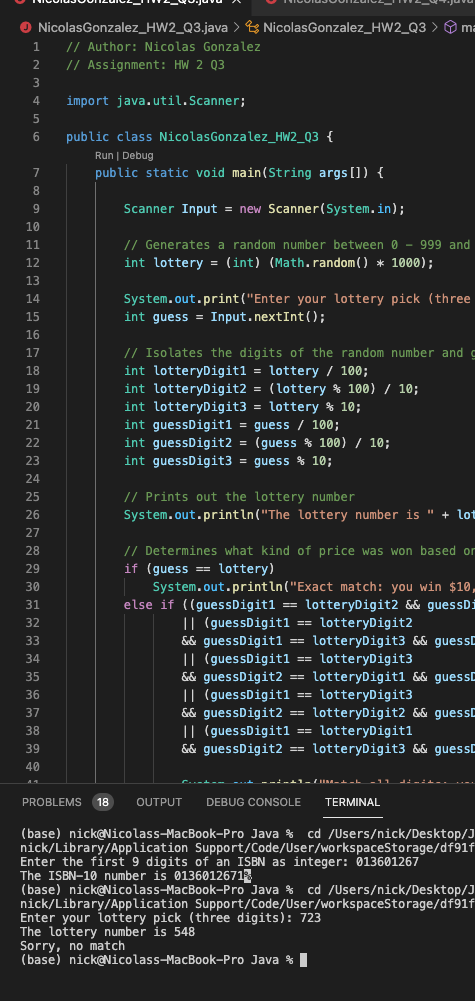 NicolasGonzalez_HW2_Q3.java
NicolasGonzalez_HW2_Q4.java
NicolasGonzalez_HW2_Q3.java > NicolasGonzalez_HW2_Q3 > ma
1 // Author: Nicolas Gonzalez
2 // Assignment: HW 2 Q3
3
4 import java.util.Scanner;
5
6 public class NicolasGonzalez_HW2_Q3 {
Run | Debug
7 public static void main(String args[]) {
8
9 Scanner Input = new Scanner(System.in);
10
11 // Generates a random number between 0 - 999 and
12 int lottery = (int) (Math.random() * 1000);
13
14 System.out.print("Enter your lottery pick (three
15 int guess = Input.nextInt();
16
17 // Isolates the digits of the random number and g
18 int lotteryDigit1 = lottery / 100;
19 int lotteryDigit2 = (lottery % 100) / 10;
20 int lotteryDigit3 = lottery % 10;
21 int guessDigit1 = guess / 100;
22 int guessDigit2 = (guess % 100) / 10;
23 int guessDigit3 = guess % 10;
24
25 // Prints out the lottery number
26 System.out.println("The lottery number is " + lot
27
28 // Determines what kind of price was won based on
29 if (guess == lottery)
30 System.out.println("Exact match: you win $10,
31 else if ((guessDigit1 == lotteryDigit2 && guessDi
32 || (guessDigit1 == lotteryDigit2
33 && guessDigit1 == lotteryDigit3 && guessD
34 || (guessDigit1 == lotteryDigit3
35 && guessDigit2 == lotteryDigit1 && guessD
36 || (guessDigit1 == lotteryDigit3
37 && guessDigit2 == lotteryDigit2 && guessD
38 || (guessDigit1 == lotteryDigit1
39 && guessDigit2 == lotteryDigit3 && guessD
40
41 System.out.println("Match all digits: you
PROBLEMS 18 OUTPUT DEBUG CONSOLE TERMINAL
(base) nick@Nicolass-MacBook-Pro Java % cd /Users/nick/Desktop/J
nick/Library/Application Support/Code/User/workspaceStorage/df91f
Enter the first 9 digits of an ISBN as integer: 013601267
The ISBN-10 number is 0136012671%
(base) nick@Nicolass-MacBook-Pro Java % cd /Users/nick/Desktop/J
nick/Library/Application Support/Code/User/workspaceStorage/df91f
Enter your lottery pick (three digits): 723
The lottery number is 548
Sorry, no match
(base) nick@Nicolass-MacBook-Pro Java %